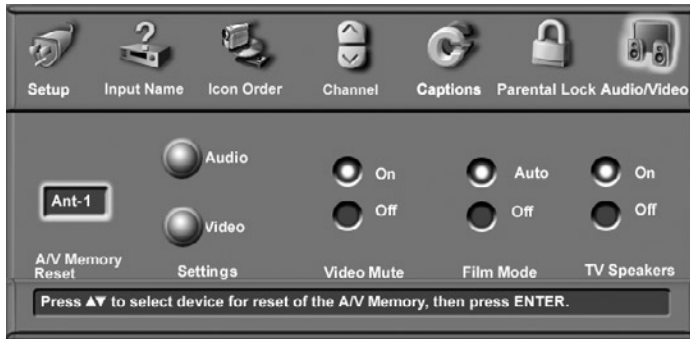 Setup Input Name Icon Order Channel Captions Parental Lock Audio/Video
Audio
On Auto On
Ant-1
Off Off Off
Video
A/V Memory
Reset
Settings Video Mute Film Mode TV Speakers
Press ▲▼ to select device for reset of the A/V Memory, then press ENTER.